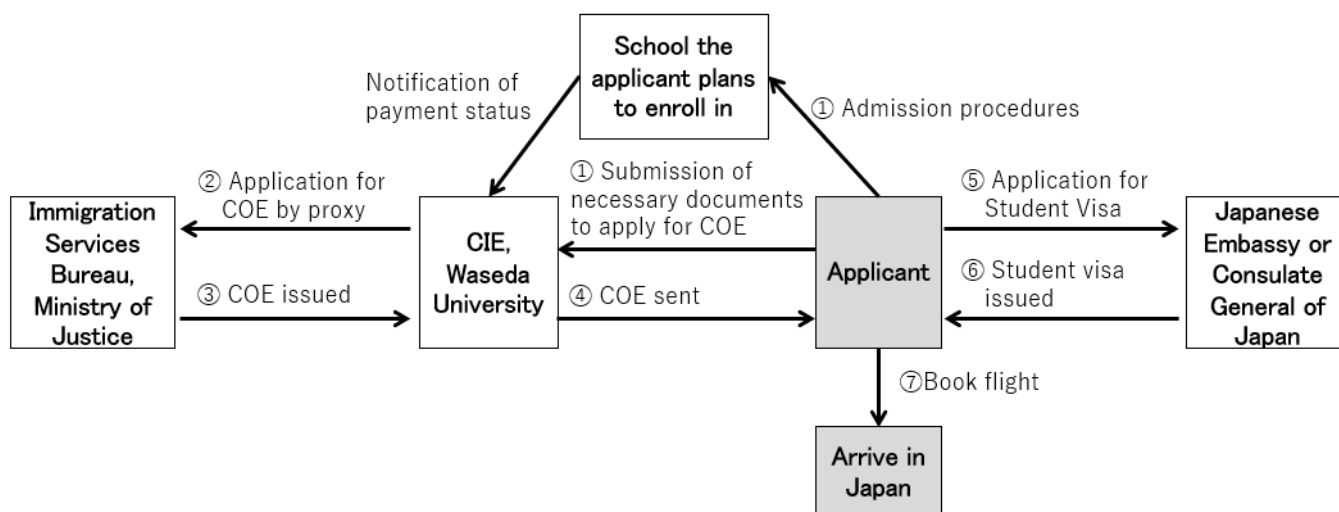 School the
applicant plans
to enroll in
Notification of
payment status
① Admission procedures
① Submission of
necessary documents
to apply for COE
② Application for
COE by proxy
⑤ Application for
Student Visa
Immigration
Services
Bureau,
Ministry of
Justice
CIE,
Waseda
University
Applicant
Japanese
Embassy or
Consulate
General of
Japan
③ COE issued
④ COE sent
⑥ Student visa
issued
⑦Book flight
Arrive in
Japan